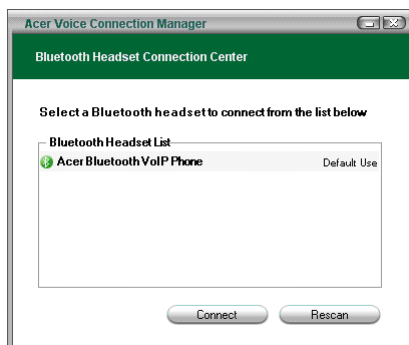 Acer Voice Connection Manager
Bluetooth Headset Connection Center
Select a Bluetooth headset to connect from the list below
Bluetooth Headset List
Acer Bluetooth VoIP Phone Default Use
Connect Rescan